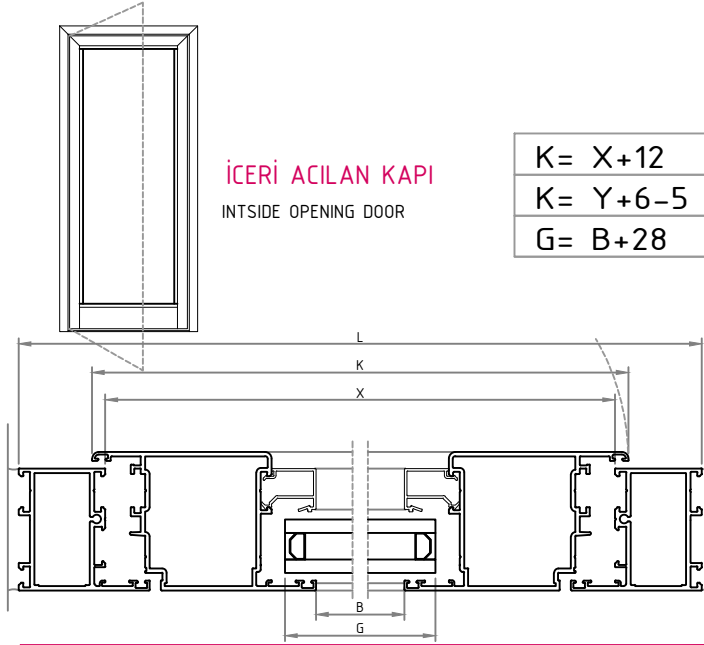 İCERİ ACILAN KAPI
INTSIDE OPENING DOOR
K= X+12
K= Y+6-5
G= B+28
L
K
X
B
G